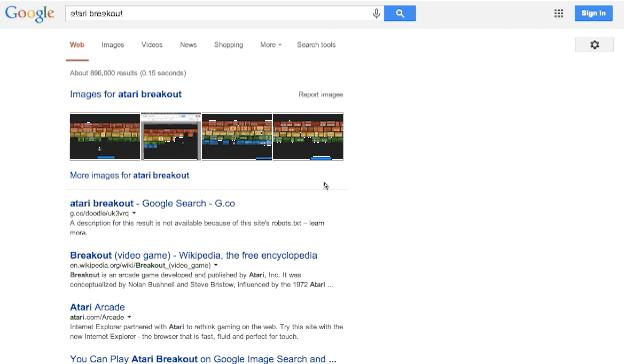 Google
atari breakout
Sign in
Web Images Videos News Shopping More Search tools
About 896,000 results (0.15 seconds)
Images for atari breakout
Report images
More images for atari breakout
atari breakout - Google Search - G.co
g.co/doodle/uk3vrq
A description for this result is not available because of this site's robots.txt – learn
more.
Breakout (video game) - Wikipedia, the free encyclopedia
en.wikipedia.org/wiki/Breakout_(video_game)
Breakout is an arcade game developed and published by Atari, Inc. It was
conceptualized by Nolan Bushnell and Steve Bristow, influenced by the 1972 Atari ...
Atari Arcade
atari.com/Arcade
Internet Explorer partnered with Atari to rethink gaming on the web. Try this site with the
new Internet Explorer - the browser that is fast, fluid and perfect for touch.
You Can Play Atari Breakout on Google Image Search and ...